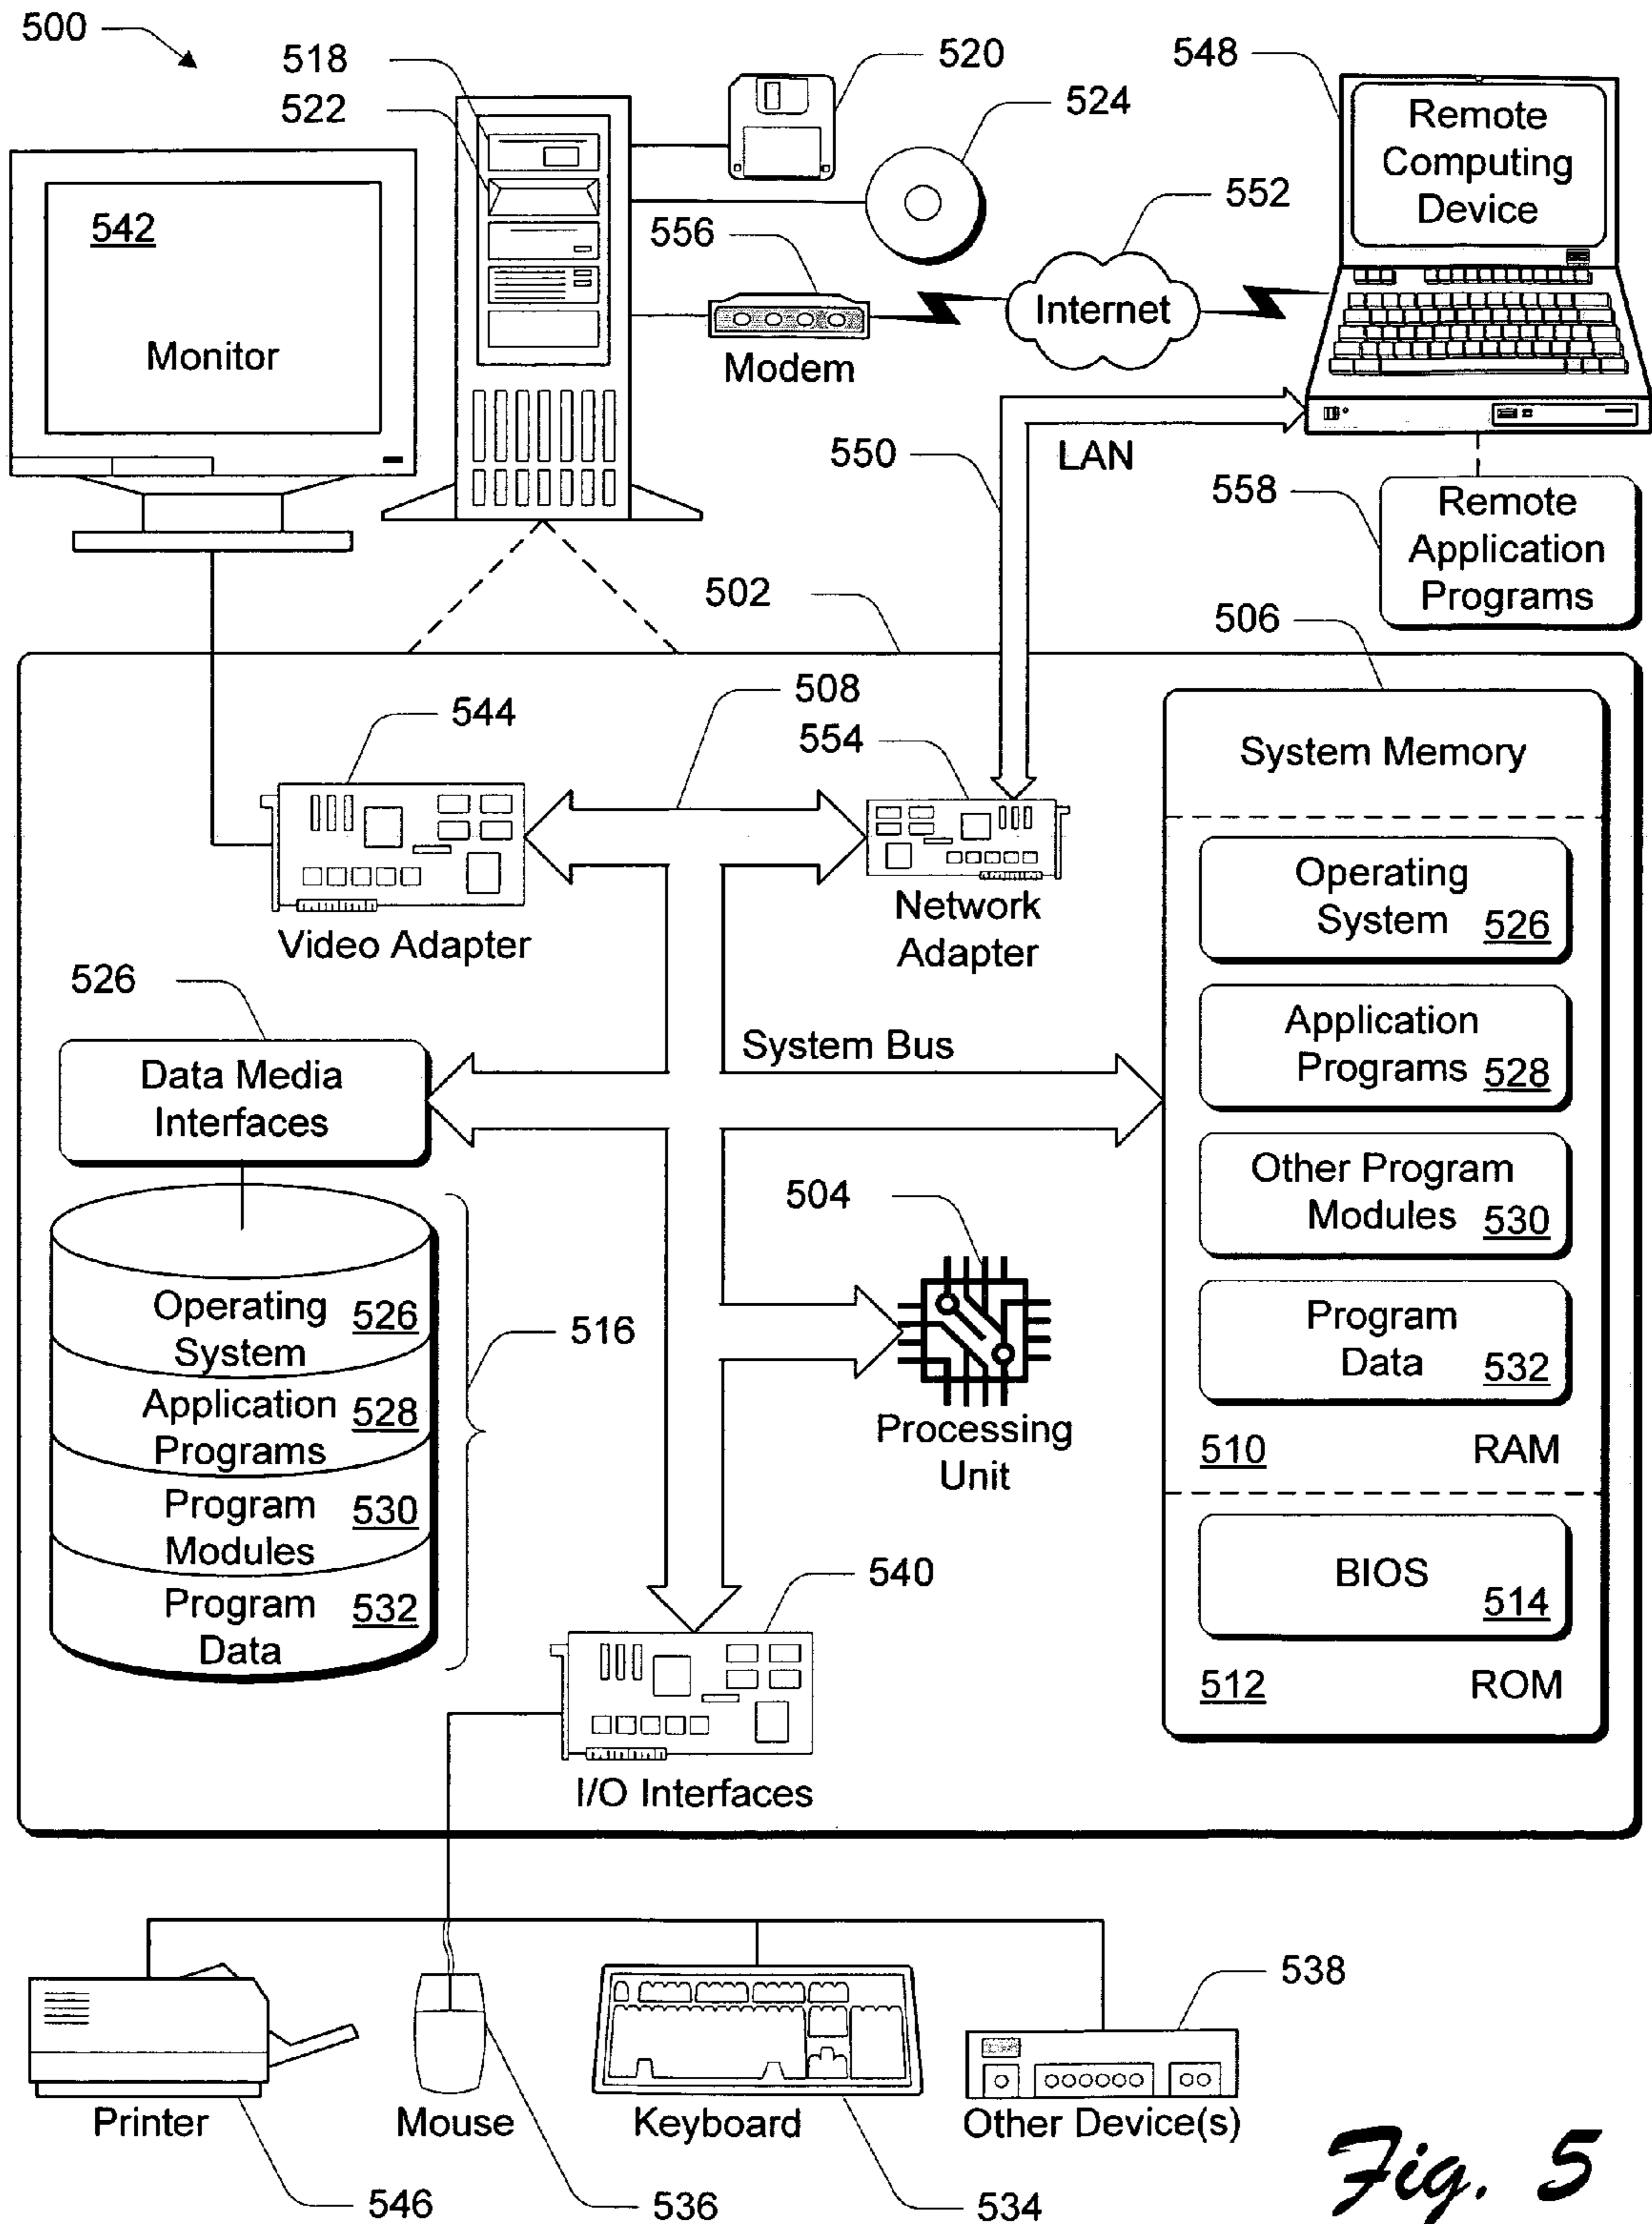 500
518
522
520
524
548
Remote
Computing
Device
542
Monitor
556
Modem
552
Internet
550
LAN
558
Remote
Application
Programs
502
506
544
508
554
Video Adapter
Network
Adapter
System Memory
Operating
System 526
Application
Programs 528
Other Program
Modules 530
Program
Data 532
510 RAM
BIOS
514
512 ROM
526
Data Media
Interfaces
System Bus
504
Processing
Unit
Operating 526
System
Application 528
Programs
Program 530
Modules
Program 532
Data
516
540
I/O Interfaces
538
Printer
Mouse
Keyboard
Other Device(s)
546
536
534
Fig. 5